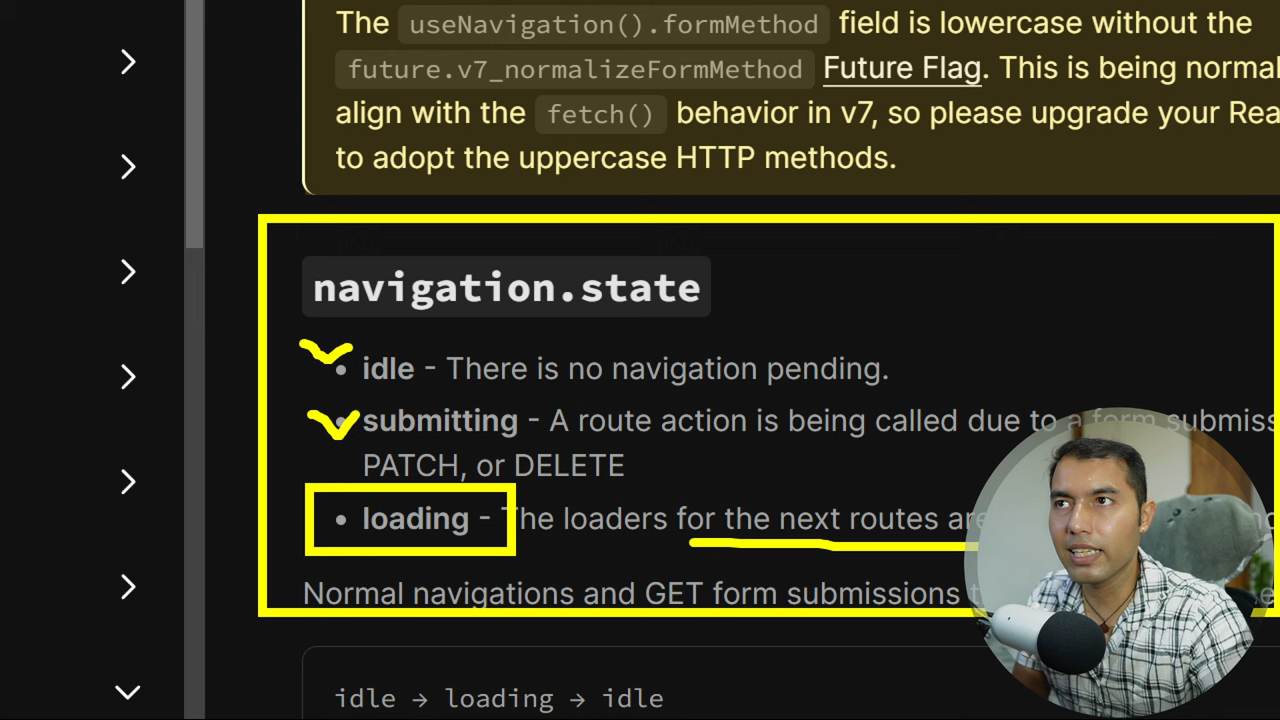 The useNavigation().formMethod field is lowercase without the
future.v7_normalizeFormMethod Future Flag. This is being normal
align with the fetch() behavior in v7, so please upgrade your Rea
to adopt the uppercase HTTP methods.
navigation.state
• idle - There is no navigation pending.
• submitting - A route action is being called due to a form submiss
PATCH, or DELETE
• loading - The loaders for the next routes are
Normal navigations and GET form submissions
idle → loading → idle